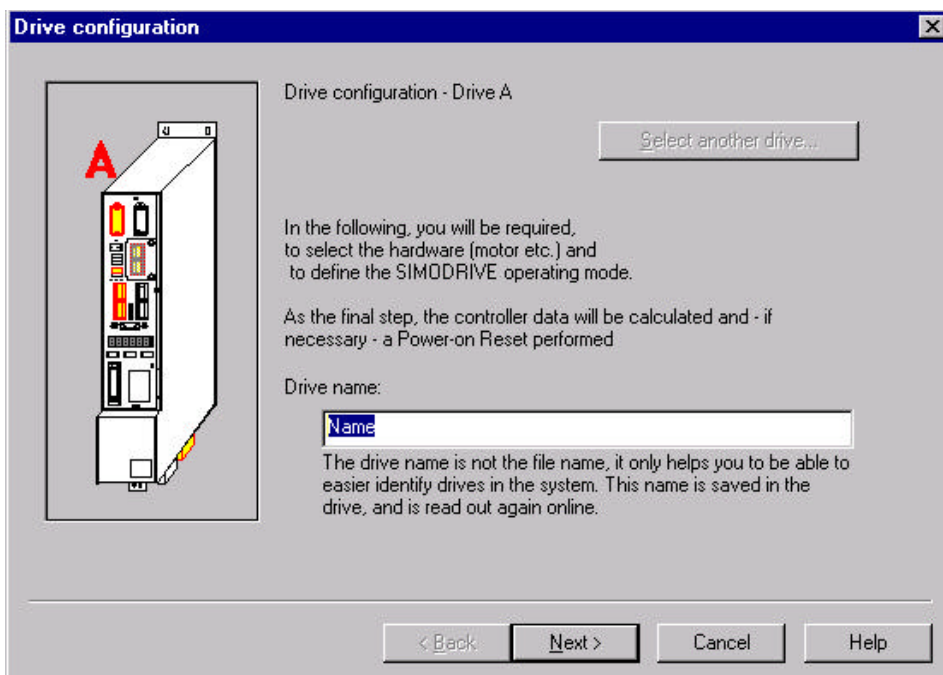 Drive configuration
A
Drive configuration - Drive A
Select another drive...
In the following, you will be required,
to select the hardware (motor etc.) and
to define the SIMODRIVE operating mode.
As the final step, the controller data will be calculated and - if
necessary - a Power-on Reset performed
Drive name:
Name
The drive name is not the file name, it only helps you to be able to
easier identify drives in the system. This name is saved in the
drive, and is read out again online.
< Back
Next >
Cancel
Help